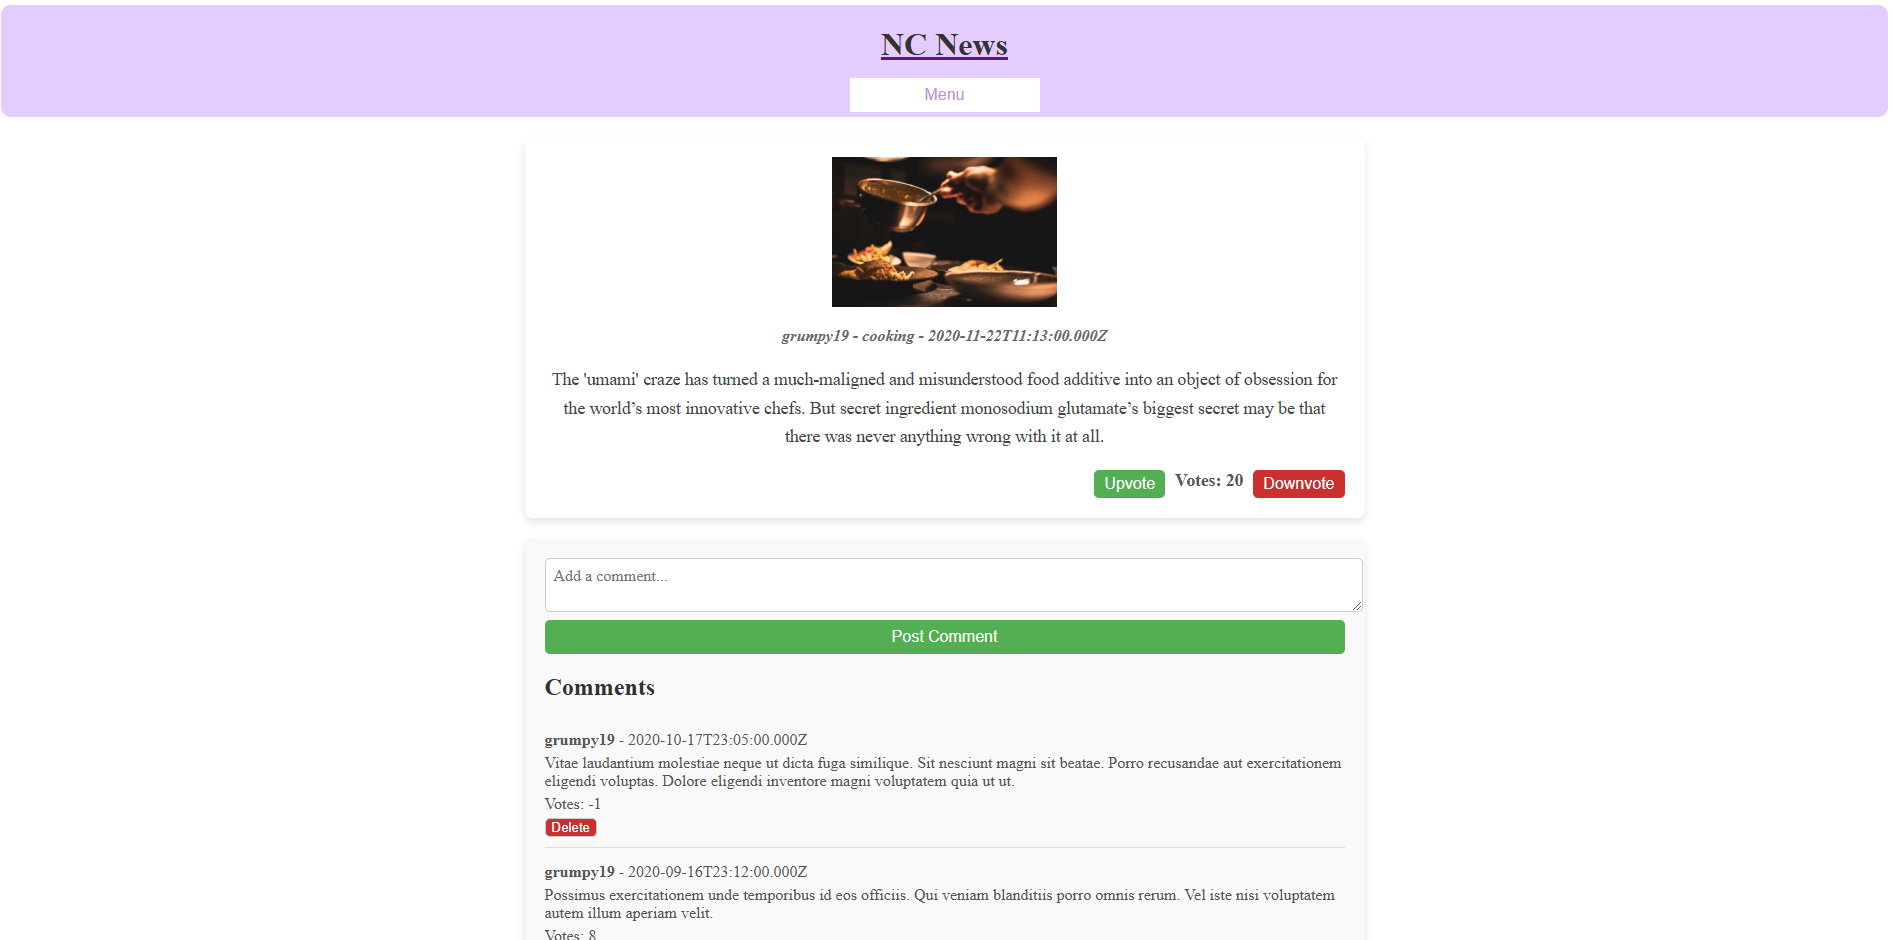 NC News
Menu
grumpy19 - cooking - 2020-11-22T11:13:00.000Z
The 'umami' craze has turned a much-maligned and misunderstood food additive into an object of obsession for
the world’s most innovative chefs. But secret ingredient monosodium glutamate’s biggest secret may be that
there was never anything wrong with it at all.
Upvote Votes: 20 Downvote
Add a comment...
Post Comment
Comments
grumpy19 - 2020-10-17T23:05:00.000Z
Vitae laudantium molestiae neque ut dicta fuga similique. Sit nesciunt magni sit beatae. Porro recusandae aut exercitationem
eligendi voluptas. Dolore eligendi inventore magni voluptatem quia ut ut.
Votes: -1
Delete
grumpy19 - 2020-09-16T23:12:00.000Z
Possimus exercitationem unde temporibus id eos officiis. Qui veniam blanditiis porro omnis rerum. Vel iste nisi voluptatem
autem illum aperiam velit.
Votes: 8